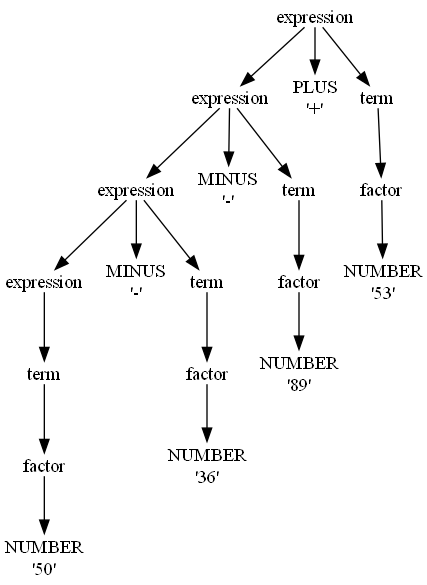 expression
expression
PLUS
'+'
term
expression
MINUS
'-'
term
factor
expression
MINUS
'-'
term
factor
NUMBER
'53'
term
factor
NUMBER
'89'
factor
NUMBER
'36'
NUMBER
'50'